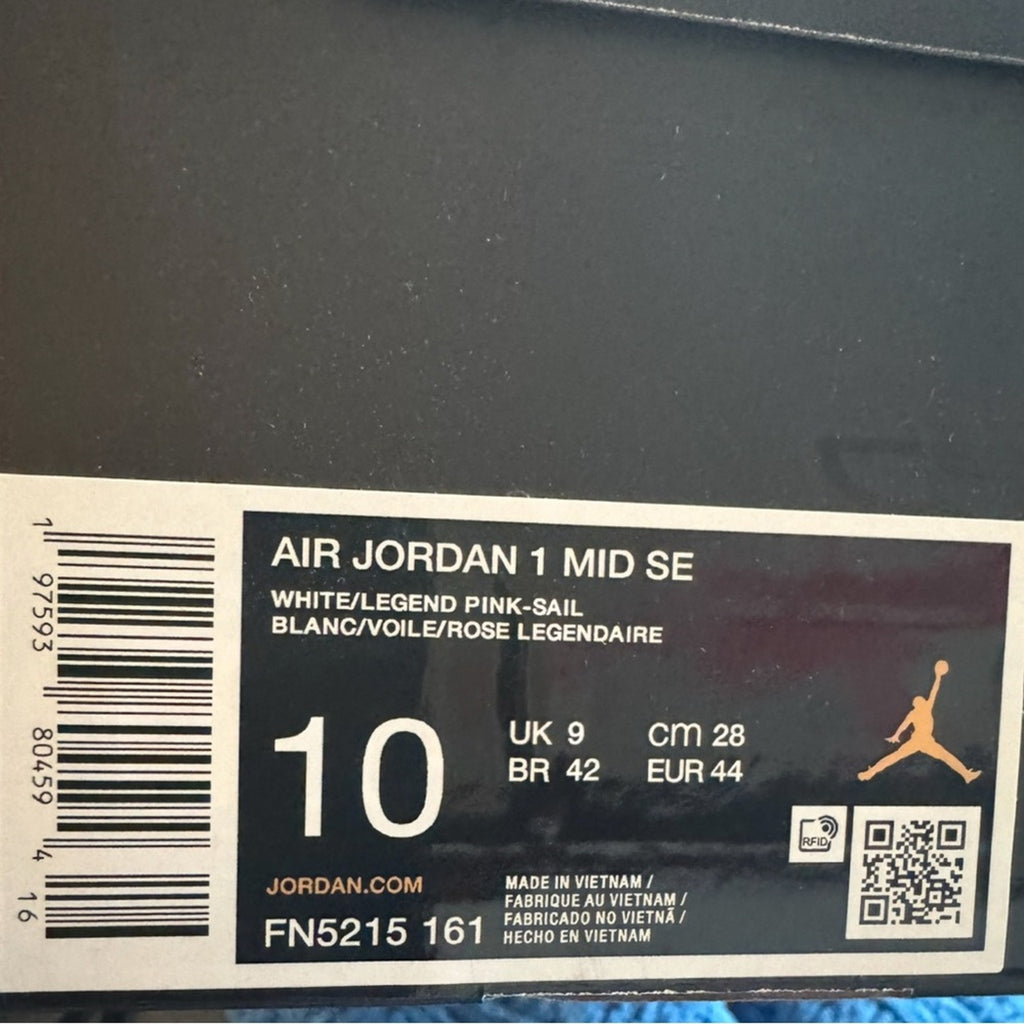 AIR JORDAN 1 MID SE
WHITE/LEGEND PINK-SAIL
BLANC/VOILE/ROSE LEGENDAIRE
10
UK 9 cm 28
BR 42 EUR 44
RFID
JORDAN.COM
FN5215 161
MADE IN VIETNAM /
FABRIQUE AU VIETNAM /
FABRICADO NO VIETNÃ /
HECHO EN VIETNAM
1 97593 80459 4 16